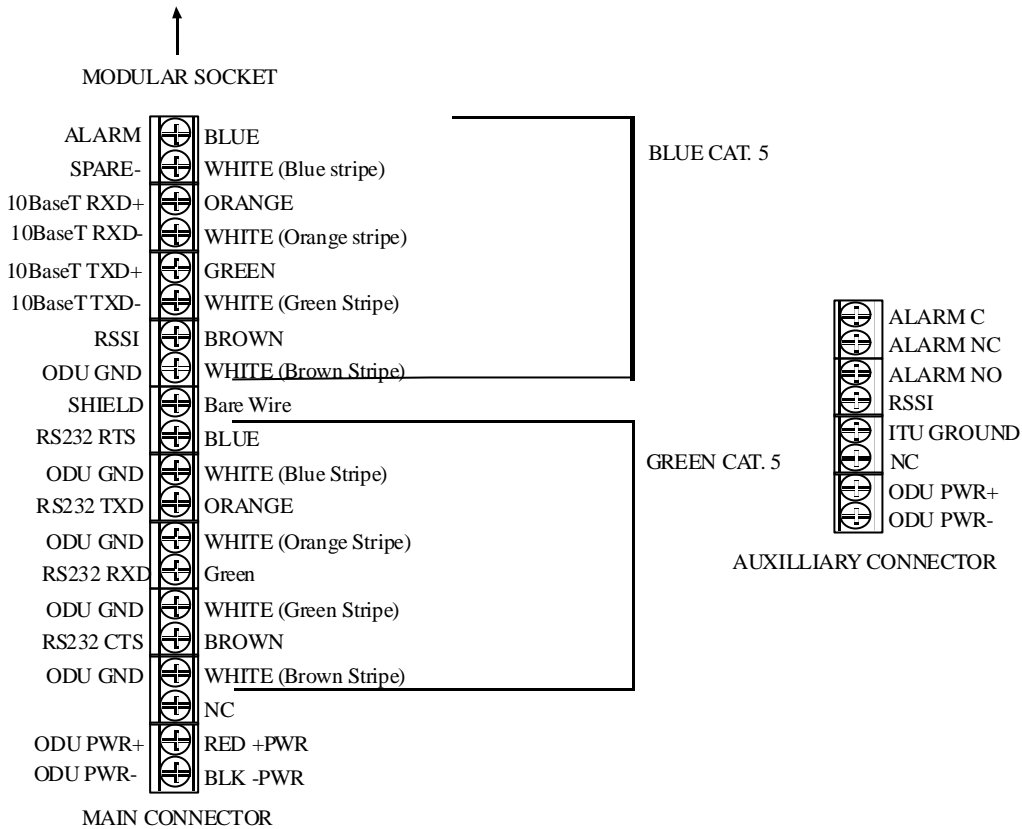 MODULAR SOCKET
ALARM BLUE
SPARE- WHITE (Blue stripe)
10BaseT RXD+ ORANGE
10BaseT RXD- WHITE (Orange stripe)
10BaseT TXD+ GREEN
10BaseT TXD- WHITE (Green Stripe)
RSSI BROWN
ODU GND WHITE (Brown Stripe)
SHIELD Bare Wire
RS232 RTS BLUE
ODU GND WHITE (Blue Stripe)
RS232 TXD ORANGE
ODU GND WHITE (Orange Stripe)
RS232 RXD Green
ODU GND WHITE (Green Stripe)
RS232 CTS BROWN
ODU GND WHITE (Brown Stripe)
NC
ODU PWR+ RED +PWR
ODU PWR- BLK -PWR
MAIN CONNECTOR
BLUE CAT. 5
GREEN CAT. 5
ALARM C
ALARM NC
ALARM NO
RSSI
ITU GROUND
NC
ODU PWR+
ODU PWR-
AUXILLIARY CONNECTOR